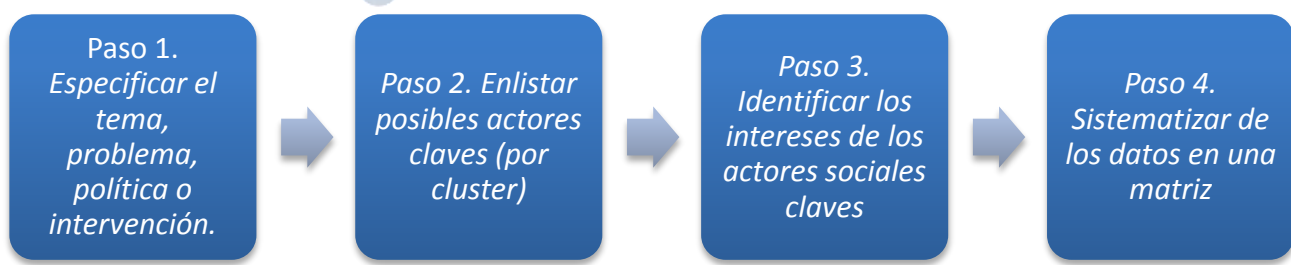 Paso 1.
Especificar el
tema,
problema,
política o
intervención.
Paso 2. Enlistar
posibles actores
claves (por
cluster)
Paso 3.
Identificar los
intereses de los
actores sociales
claves
Paso 4.
Sistematizar de
los datos en una
matriz